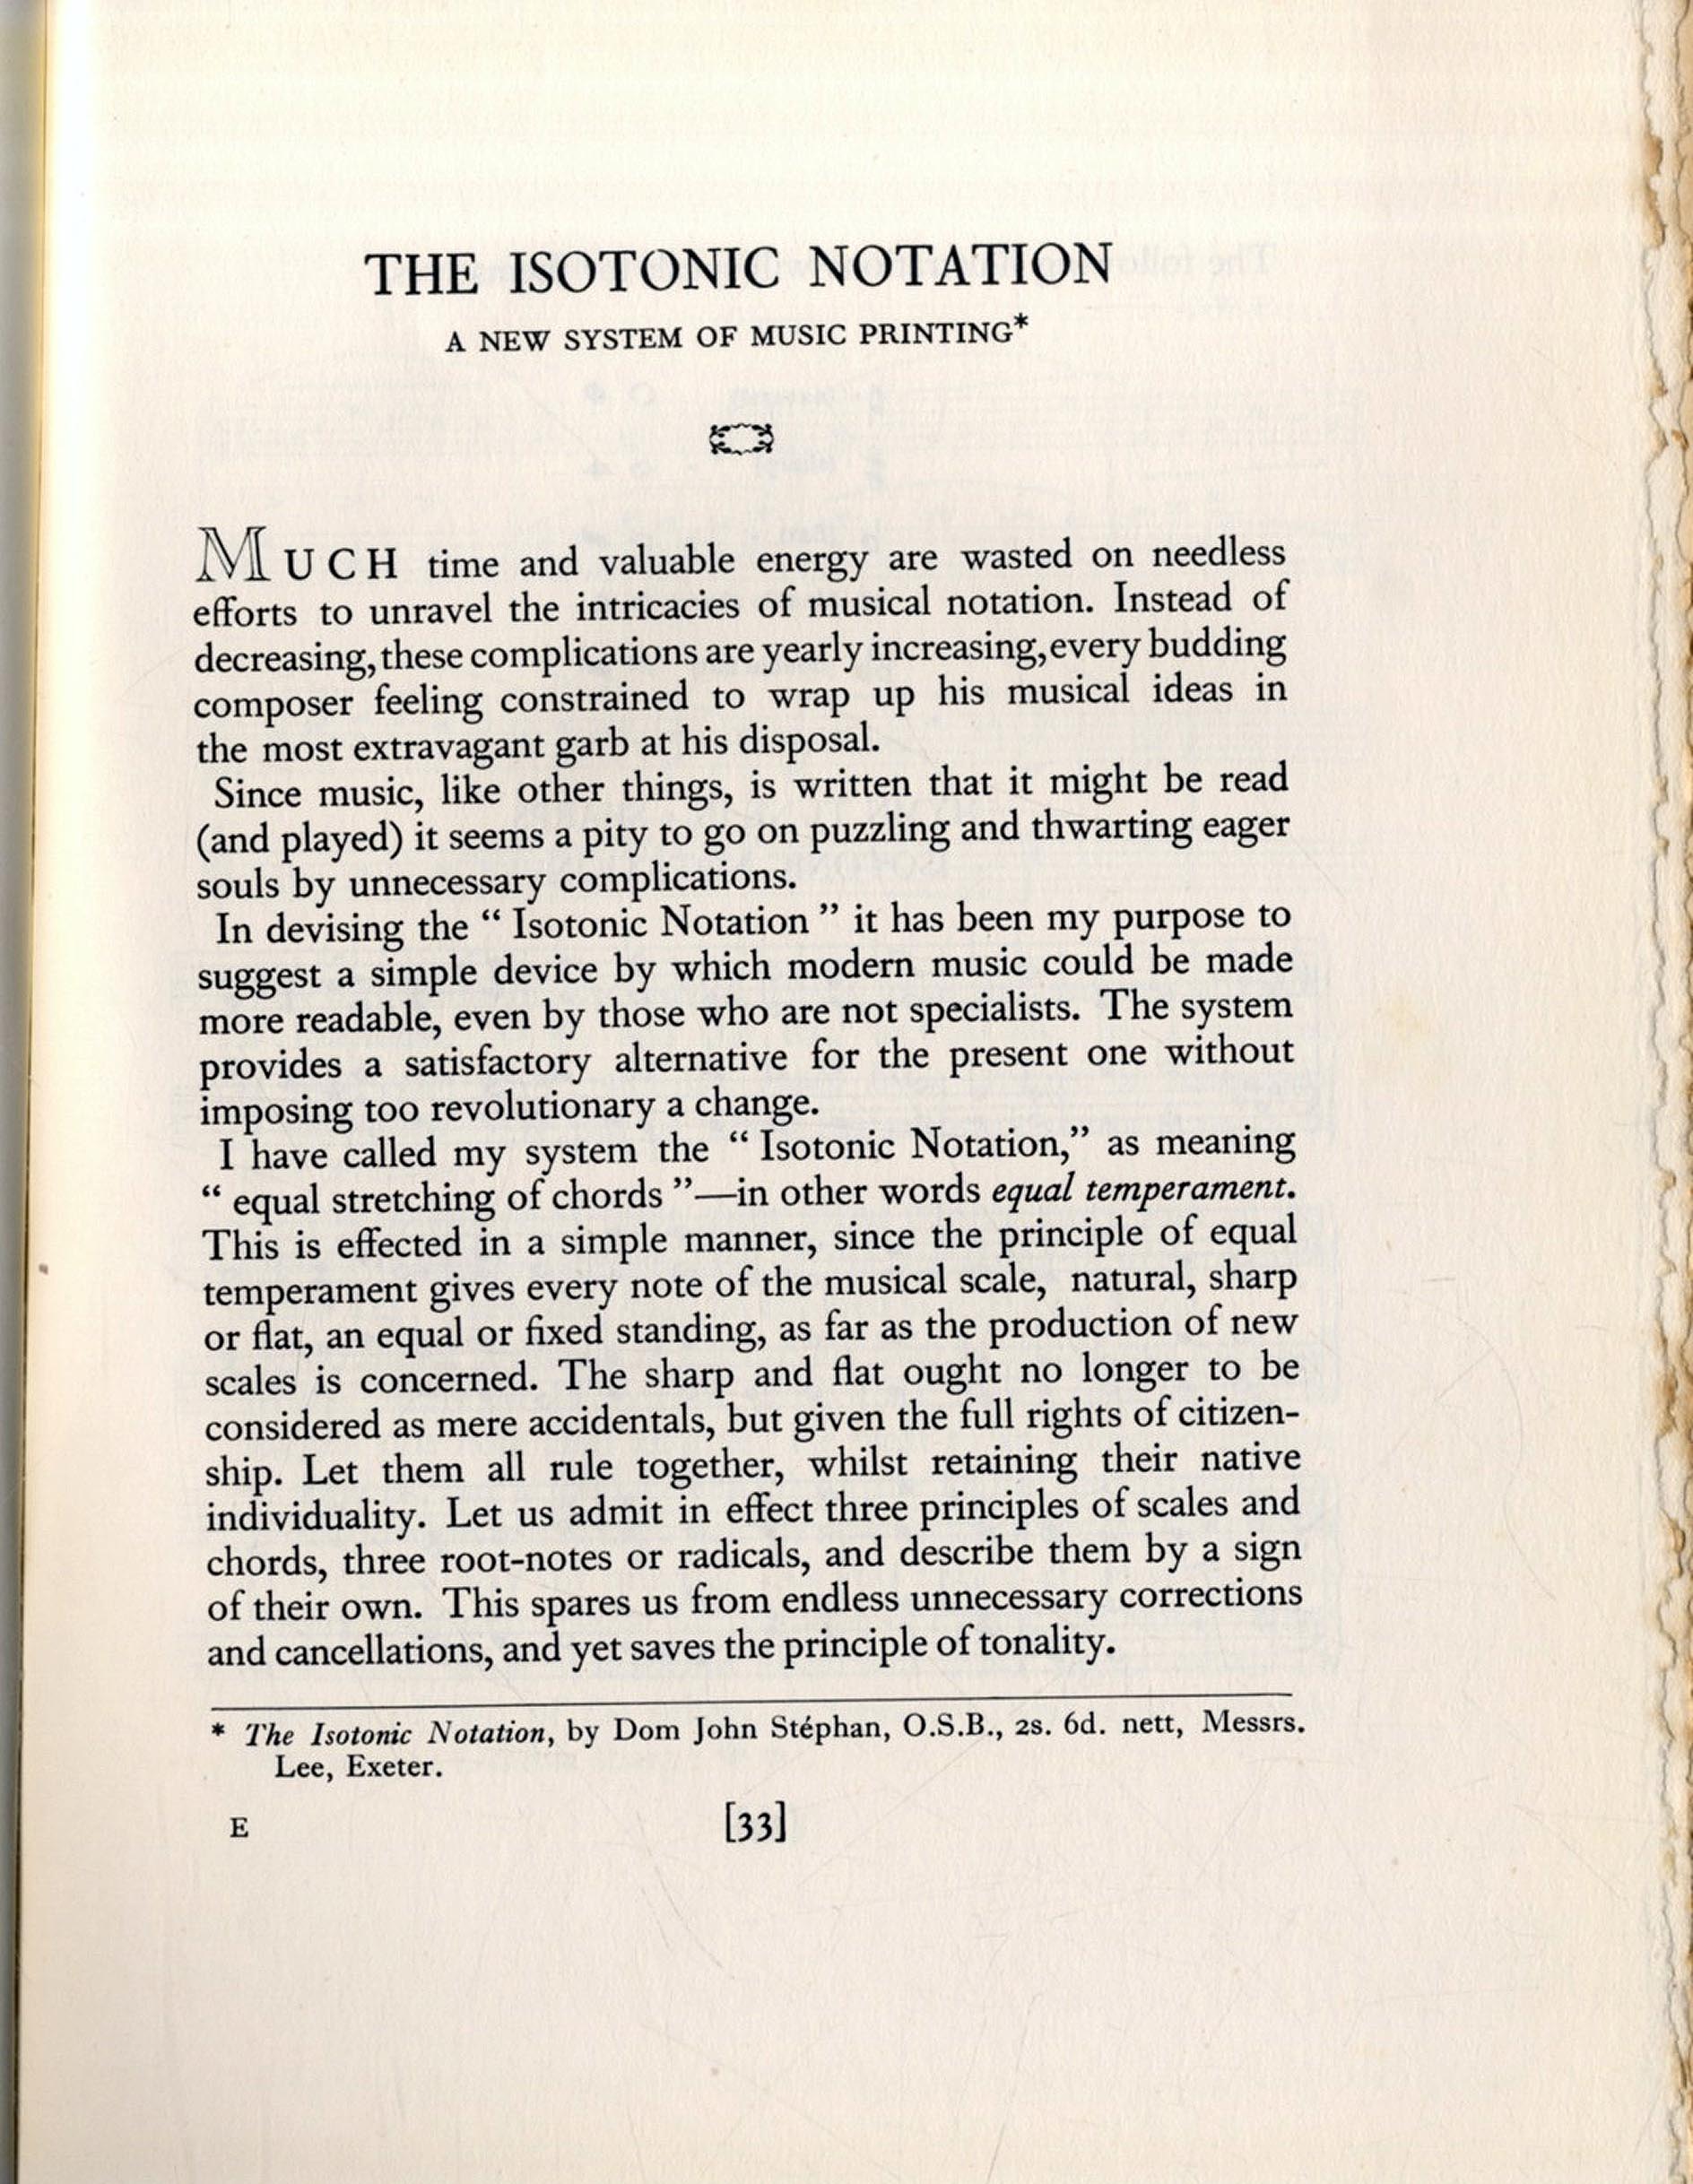 THE ISOTONIC NOTATION
A NEW SYSTEM OF MUSIC PRINTING*
MUCH time and valuable energy are wasted on needless
efforts to unravel the intricacies of musical notation. Instead of
decreasing, these complications are yearly increasing, every budding
composer feeling constrained to wrap up his musical ideas in
the most extravagant garb at his disposal.
Since music, like other things, is written that it might be read
(and played) it seems a pity to go on puzzling and thwarting eager
souls by unnecessary complications.
In devising the “ Isotonic Notation ” it has been my purpose to
suggest a simple device by which modern music could be made
more readable, even by those who are not specialists. The system
provides a satisfactory alternative for the present one without
imposing too revolutionary a change.
I have called my system the “ Isotonic Notation,” as meaning
“ equal stretching of chords ”—in other words equal temperament.
This is effected in a simple manner, since the principle of equal
temperament gives every note of the musical scale, natural, sharp
or flat, an equal or fixed standing, as far as the production of new
scales is concerned. The sharp and flat ought no longer to be
considered as mere accidentals, but given the full rights of citizen-
ship. Let them all rule together, whilst retaining their native
individuality. Let us admit in effect three principles of scales and
chords, three root-notes or radicals, and describe them by a sign
of their own. This spares us from endless unnecessary corrections
and cancellations, and yet saves the principle of tonality.
* The Isotonic Notation, by Dom John Stéphan, O.S.B., 2s. 6d. nett, Messrs.
Lee, Exeter.
E [33]